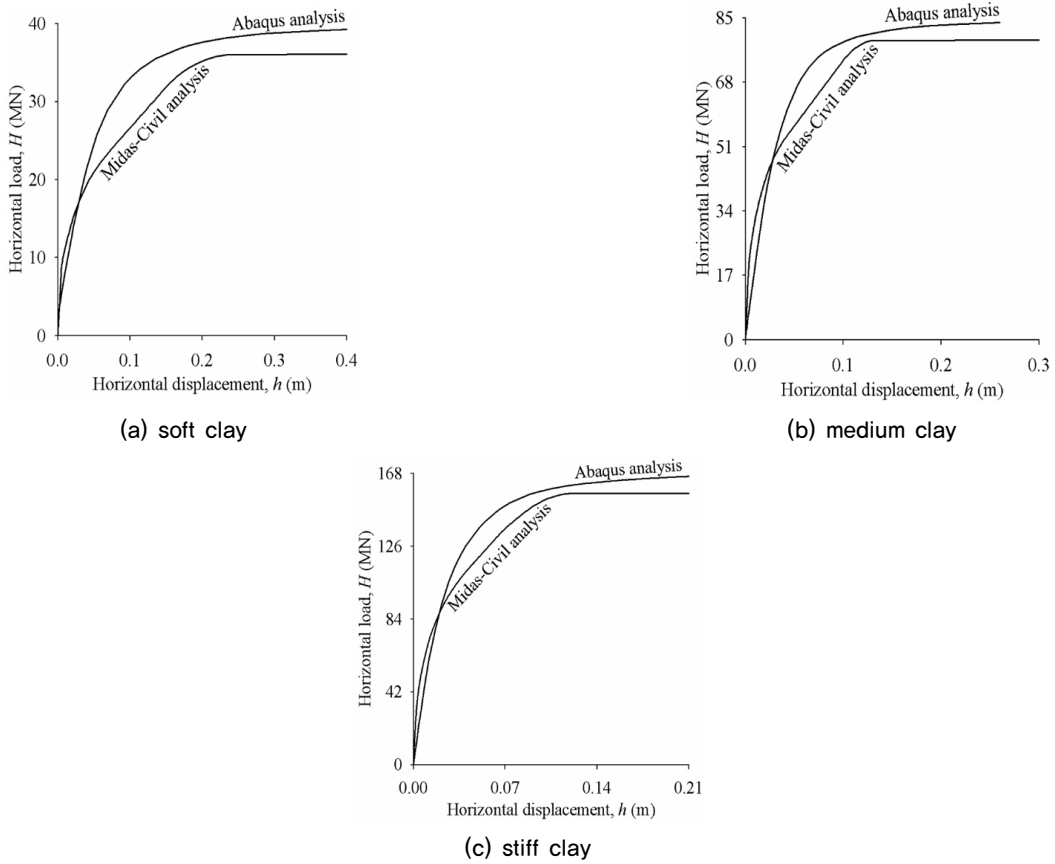 Horizontal load, H (MN)
40
30
20
10
0
Abaqus analysis
Midas-Civil analysis
0.0
0.1
0.2
0.3
0.4
Horizontal displacement, h (m)
(a) soft clay
Horizontal load, H (MN)
85
68
51
34
17
0
Abaqus analysis
Midas-Civil analysis
0.0
0.1
0.2
0.3
Horizontal displacement, h (m)
(b) medium clay
Horizontal load, H (MN)
168
126
84
42
0
Abaqus analysis
Midas-Civil analysis
0.00
0.07
0.14
0.21
Horizontal displacement, h (m)
(c) stiff clay